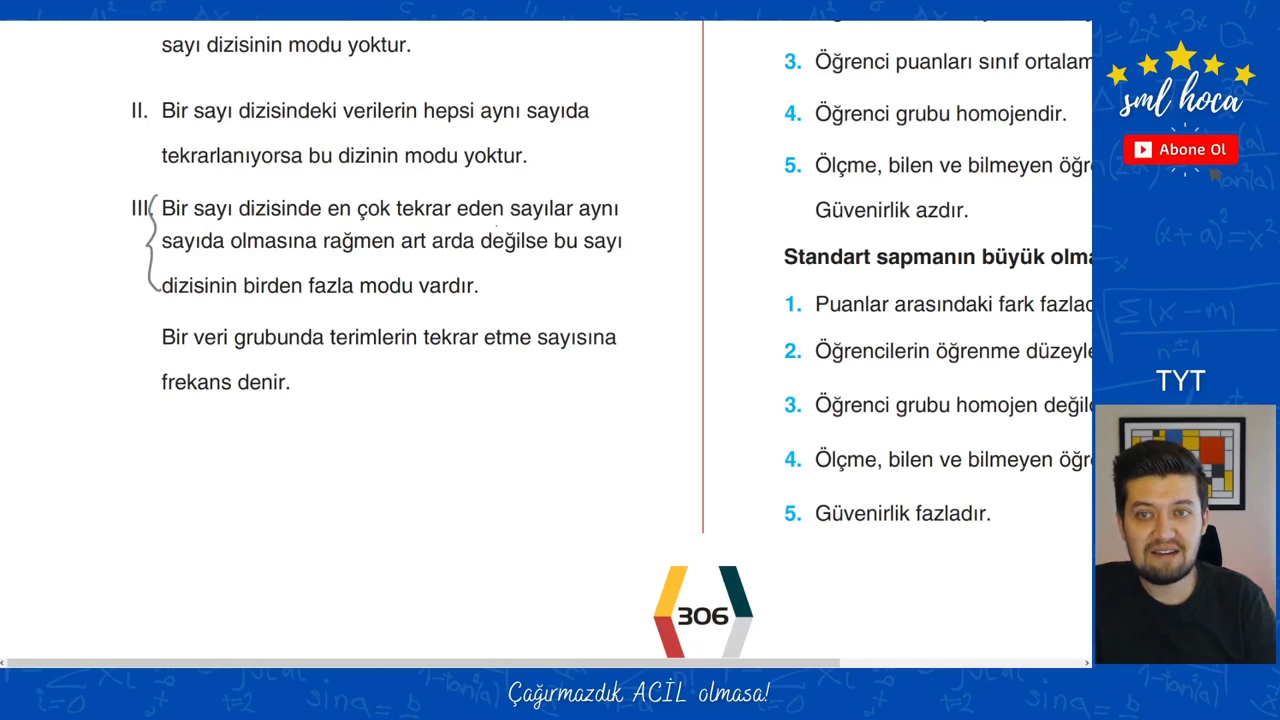 sayı dizisinin modu yoktur.
II. Bir sayı dizisindeki verilerin hepsi aynı sayıda
tekrarlanıyorsa bu dizinin modu yoktur.
III. Bir sayı dizisinde en çok tekrar eden sayılar aynı
sayıda olmasına rağmen art arda değilse bu sayı
dizisinin birden fazla modu vardır.
Bir veri grubunda terimlerin tekrar etme sayısına
frekans denir.
3. Öğrenci puanları sınıf ortalam
4. Öğrenci grubu homojendir.
5. Ölçme, bilen ve bilmeyen öğr
Güvenirlik azdır.
Standart sapmanın büyük olma
1. Puanlar arasındaki fark fazlad
2. Öğrencilerin öğrenme düzeyle
3. Öğrenci grubu homojen değild
4. Ölçme, bilen ve bilmeyen öğre
5. Güvenirlik fazladır.
306
sml hoca
Abone Ol
TYT
Çağırmazdık ACİL olmasa!